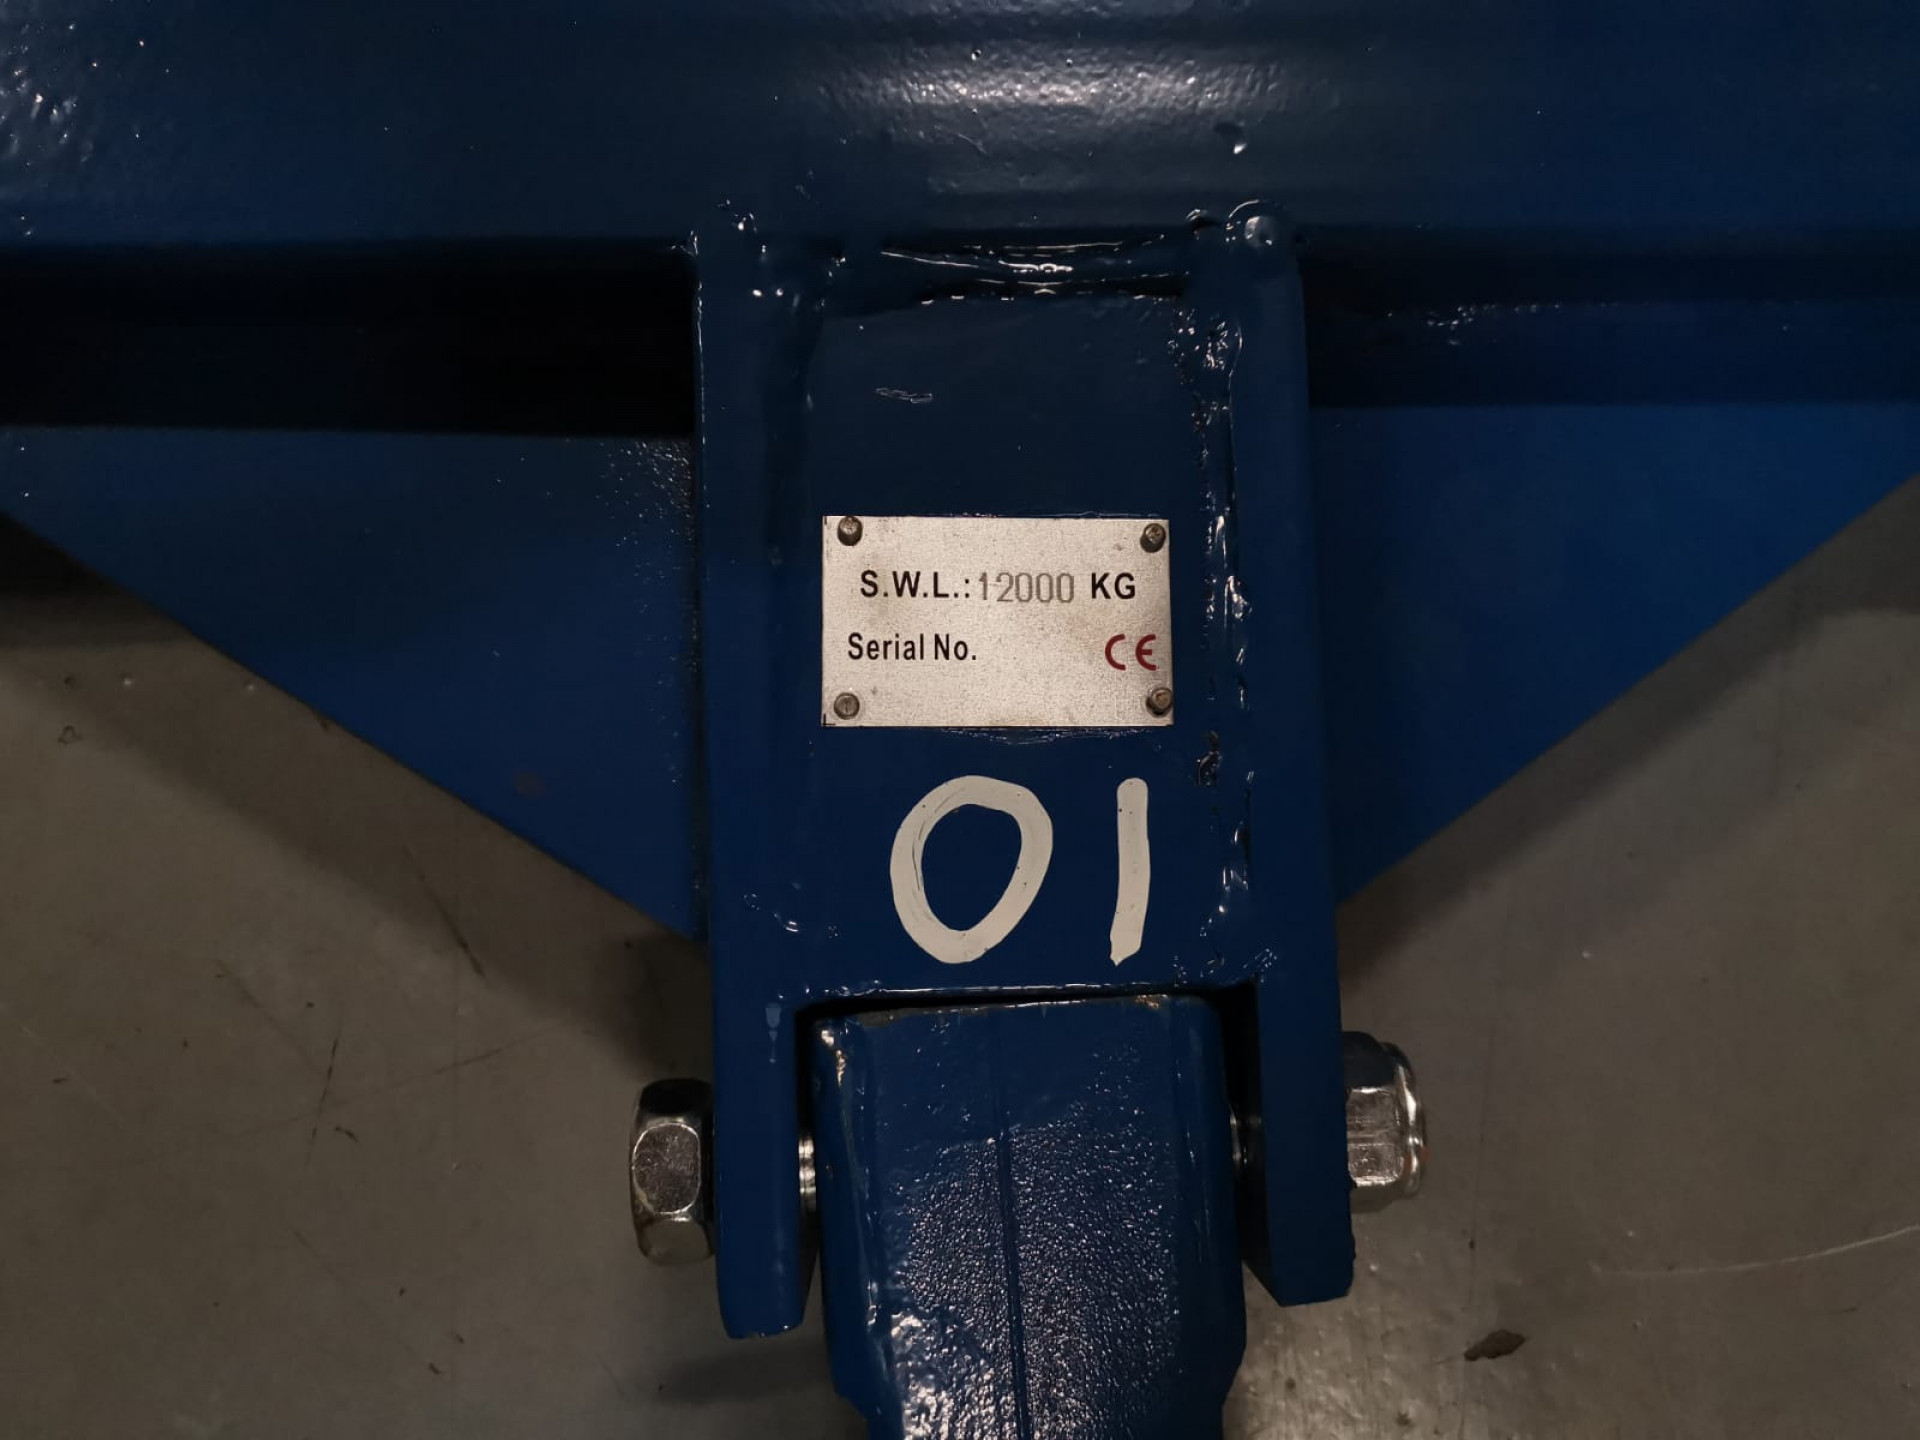 S.W.L.:12000 KG
Serial No. CE
01